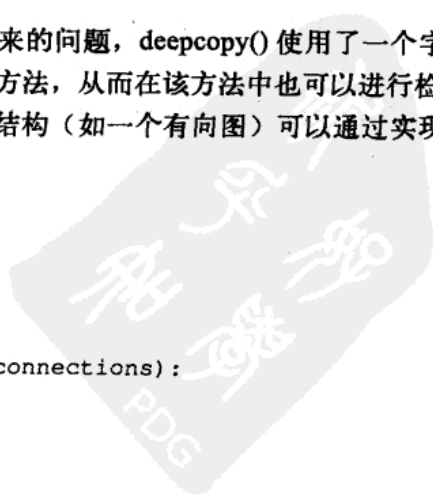 来的问题，deepcopy() 使用了一个字
方法，从而在该方法中也可以进行检
结构（如一个有向图）可以通过实现
connections):
PDG